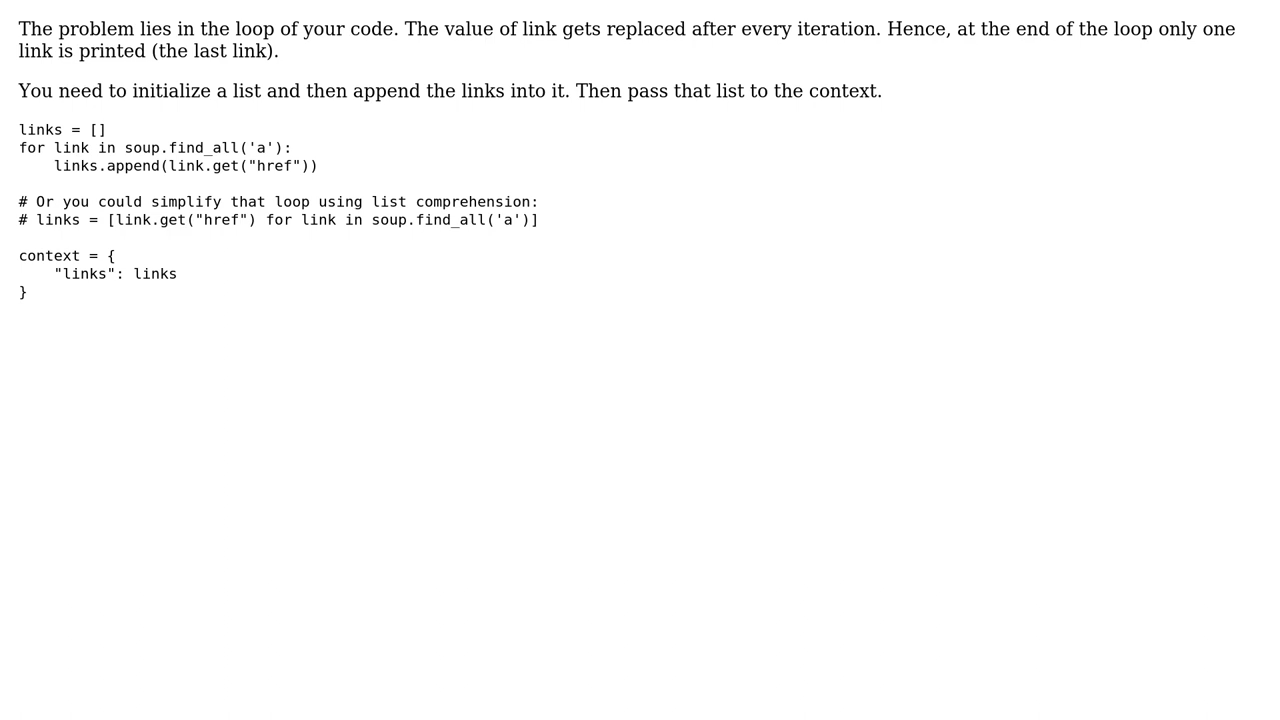 The problem lies in the loop of your code. The value of link gets replaced after every iteration. Hence, at the end of the loop only one
link is printed (the last link).
You need to initialize a list and then append the links into it. Then pass that list to the context.
links = []
for link in soup.find_all('a'):
    links.append(link.get("href"))
# Or you could simplify that loop using list comprehension:
# links = [link.get("href") for link in soup.find_all('a')]
context = {
    "links": links
}